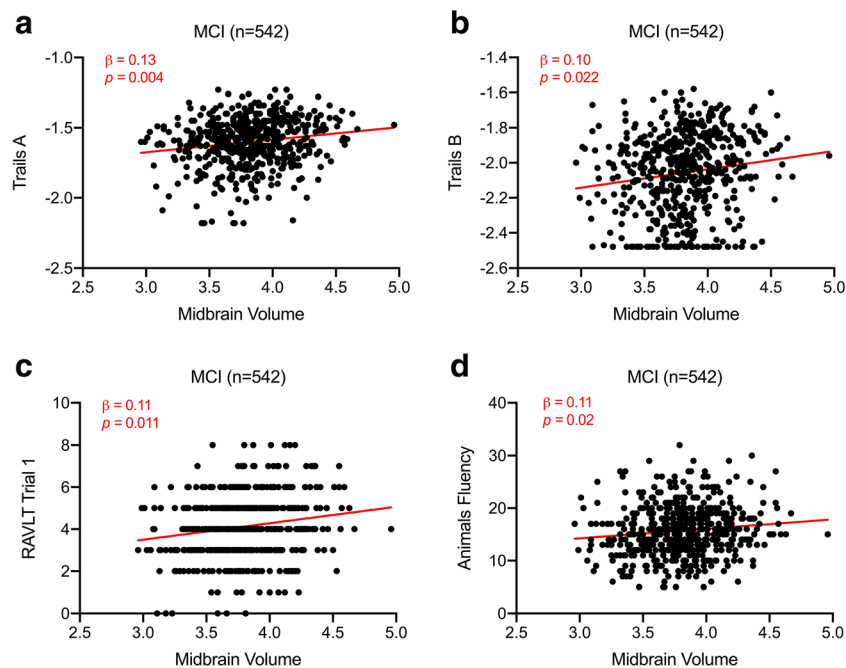 a
MCI (n=542)
β = 0.13
p = 0.004
-1.0
-1.5
-2.0
-2.5
Trails A
2.5 3.0 3.5 4.0 4.5 5.0
Midbrain Volume
b
MCI (n=542)
β = 0.10
p = 0.022
-1.4
-1.6
-1.8
-2.0
-2.2
-2.4
-2.6
Trails B
2.5 3.0 3.5 4.0 4.5 5.0
Midbrain Volume
c
MCI (n=542)
β = 0.11
p = 0.011
10
8
6
4
2
0
RAVLT Trial 1
2.5 3.0 3.5 4.0 4.5 5.0
Midbrain Volume
d
MCI (n=542)
β = 0.11
p = 0.02
40
30
20
10
0
Animals Fluency
2.5 3.0 3.5 4.0 4.5 5.0
Midbrain Volume